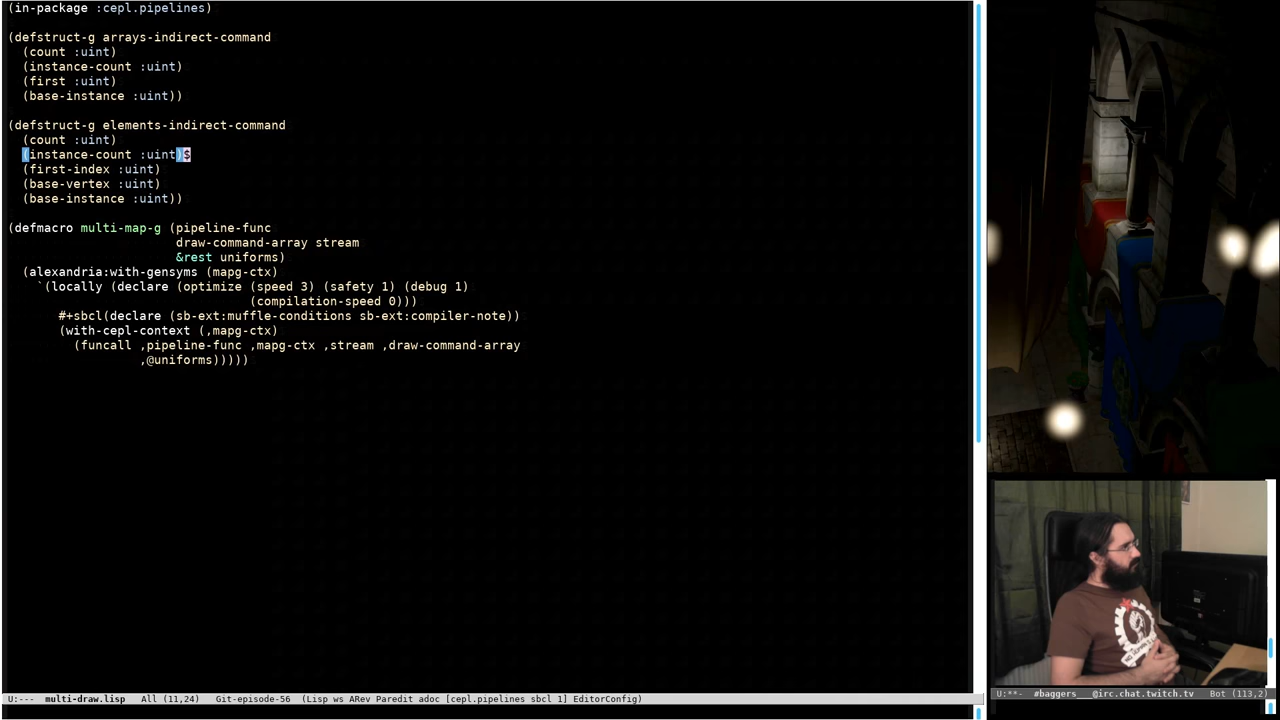 (in-package :cepl.pipelines)
(defstruct-g arrays-indirect-command
  (count :uint)
  (instance-count :uint)
  (first :uint)
  (base-instance :uint))
(defstruct-g elements-indirect-command
  (count :uint)
  (instance-count :uint)$
  (first-index :uint)
  (base-vertex :uint)
  (base-instance :uint))
(defmacro multi-map-g (pipeline-func
                       draw-command-array stream
                       &rest uniforms)
  (alexandria:with-gensyms (mapg-ctx)
    `(locally (declare (optimize (speed 3) (safety 1) (debug 1)
                                 (compilation-speed 0)))
       #+sbcl(declare (sb-ext:muffle-conditions sb-ext:compiler-note))
       (with-cepl-context (,mapg-ctx)
         (funcall ,pipeline-func ,mapg-ctx ,stream ,draw-command-array
                  ,@uniforms)))))
U:--- multi-draw.lisp All (11,24) Git-episode-56 (Lisp ws ARev Paredit adoc [cepl.pipelines sbcl 1] EditorConfig)
U:**- #baggers___@irc.chat.twitch.tv Bot (113,2)